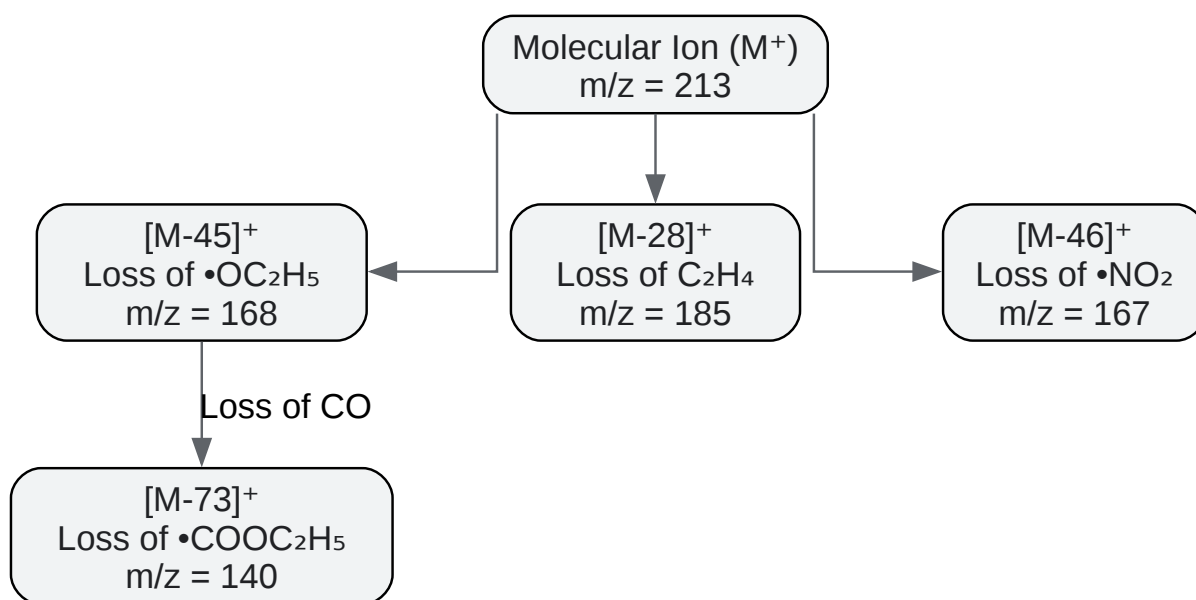 Molecular Ion (M⁺)
m/z = 213
[M-45]⁺
Loss of •OC₂H₅
m/z = 168
[M-28]⁺
Loss of C₂H₄
m/z = 185
[M-46]⁺
Loss of •NO₂
m/z = 167
Loss of CO
[M-73]⁺
Loss of •COOC₂H₅
m/z = 140